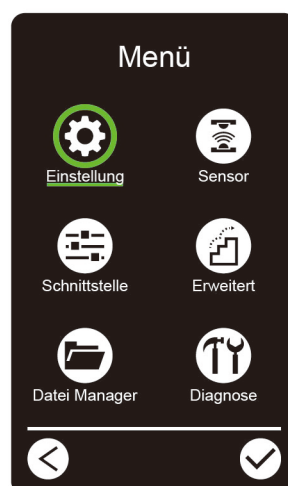 Menü
Einstellung
Sensor
Schnittstelle
Erweitert
Datei Manager
Diagnose